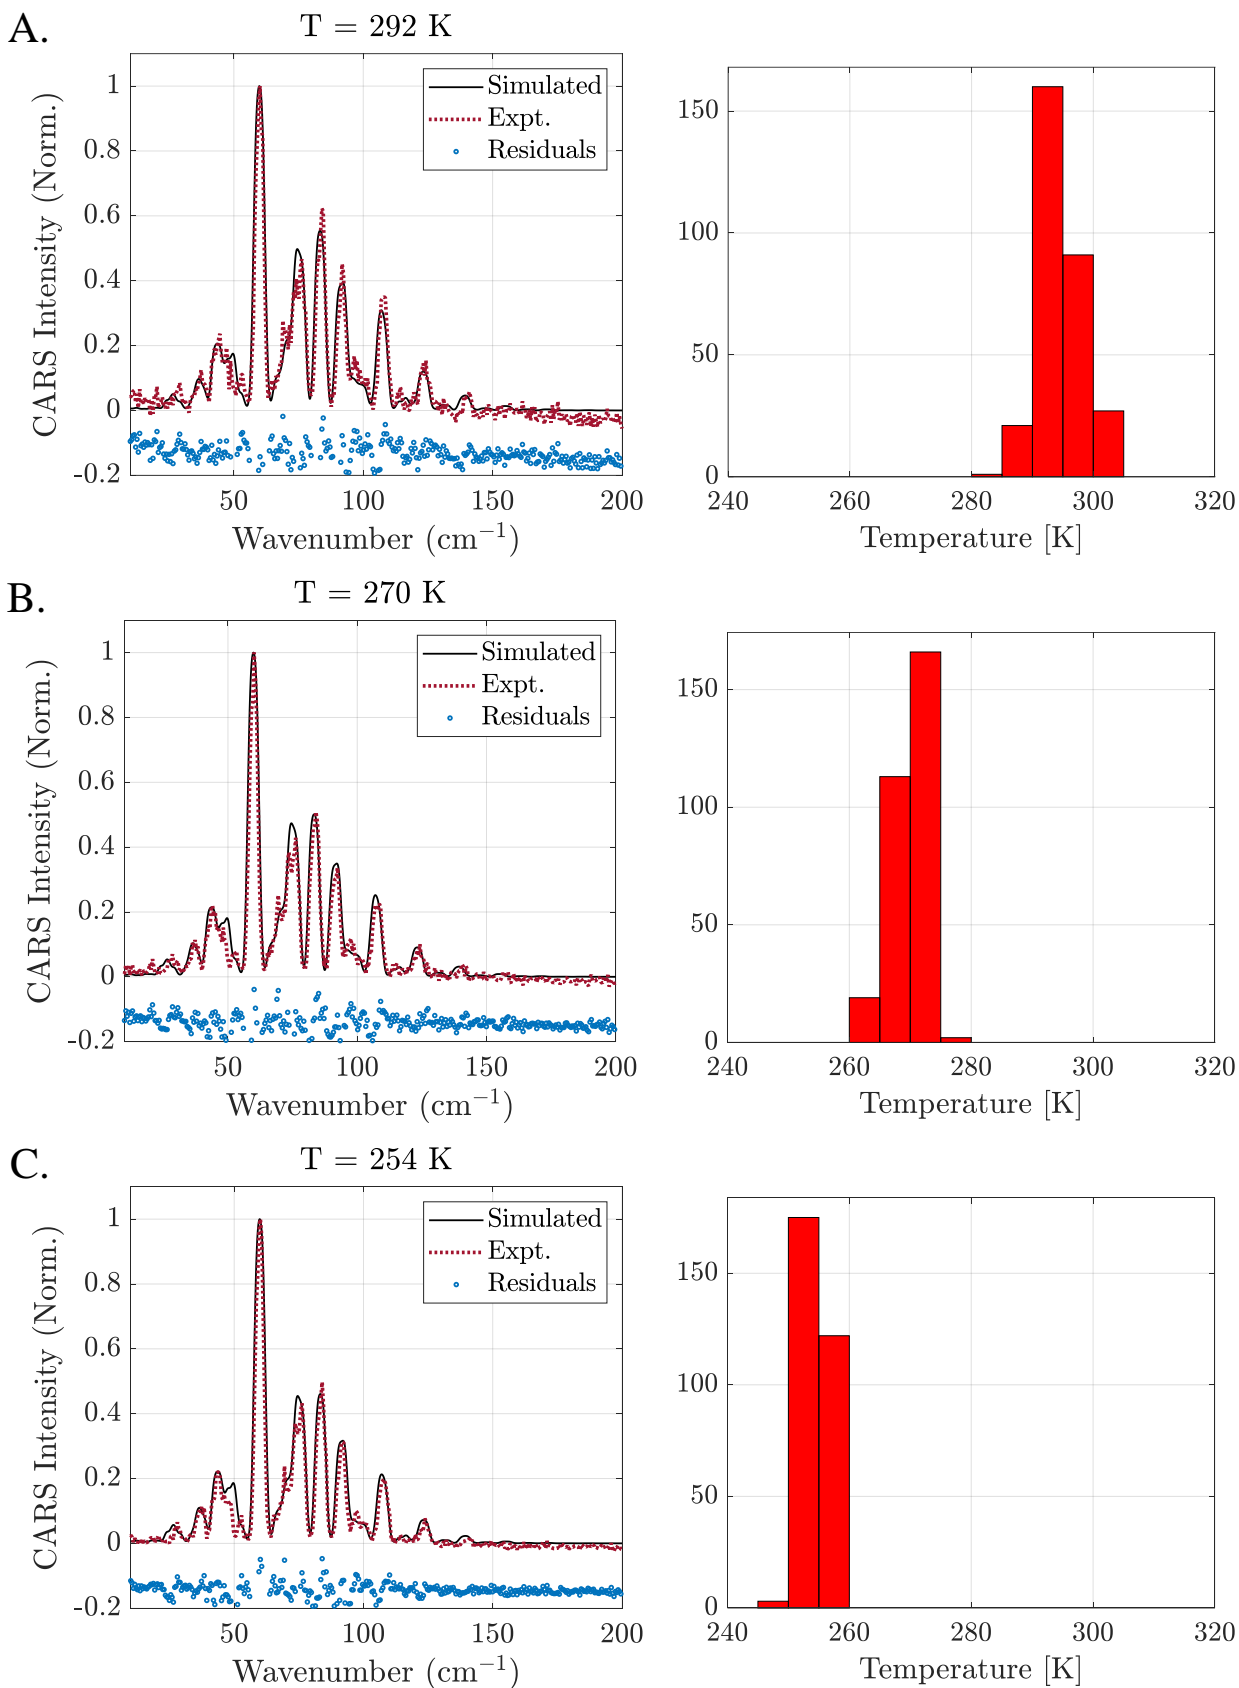 A.
T = 292 K
CARS Intensity (Norm.)
1
0.8
0.6
0.4
0.2
0
-0.2
Simulated
Expt.
Residuals
50
100
150
200
Wavenumber (cm−1)
150
100
50
0
240
260
280
300
320
Temperature [K]
B.
T = 270 K
CARS Intensity (Norm.)
1
0.8
0.6
0.4
0.2
0
-0.2
Simulated
Expt.
Residuals
50
100
150
200
Wavenumber (cm−1)
150
100
50
0
240
260
280
300
320
Temperature [K]
C.
T = 254 K
CARS Intensity (Norm.)
1
0.8
0.6
0.4
0.2
0
-0.2
Simulated
Expt.
Residuals
50
100
150
200
Wavenumber (cm−1)
150
100
50
0
240
260
280
300
320
Temperature [K]